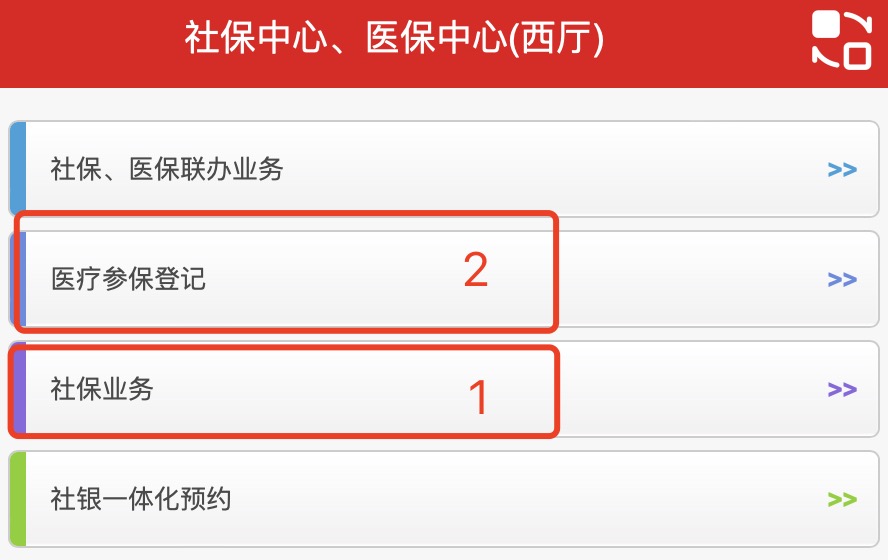 社保中心、医保中心(西厅)
社保、医保联办业务 >>
医疗参保登记 2 >>
社保业务 1 >>
社银一体化预约 >>